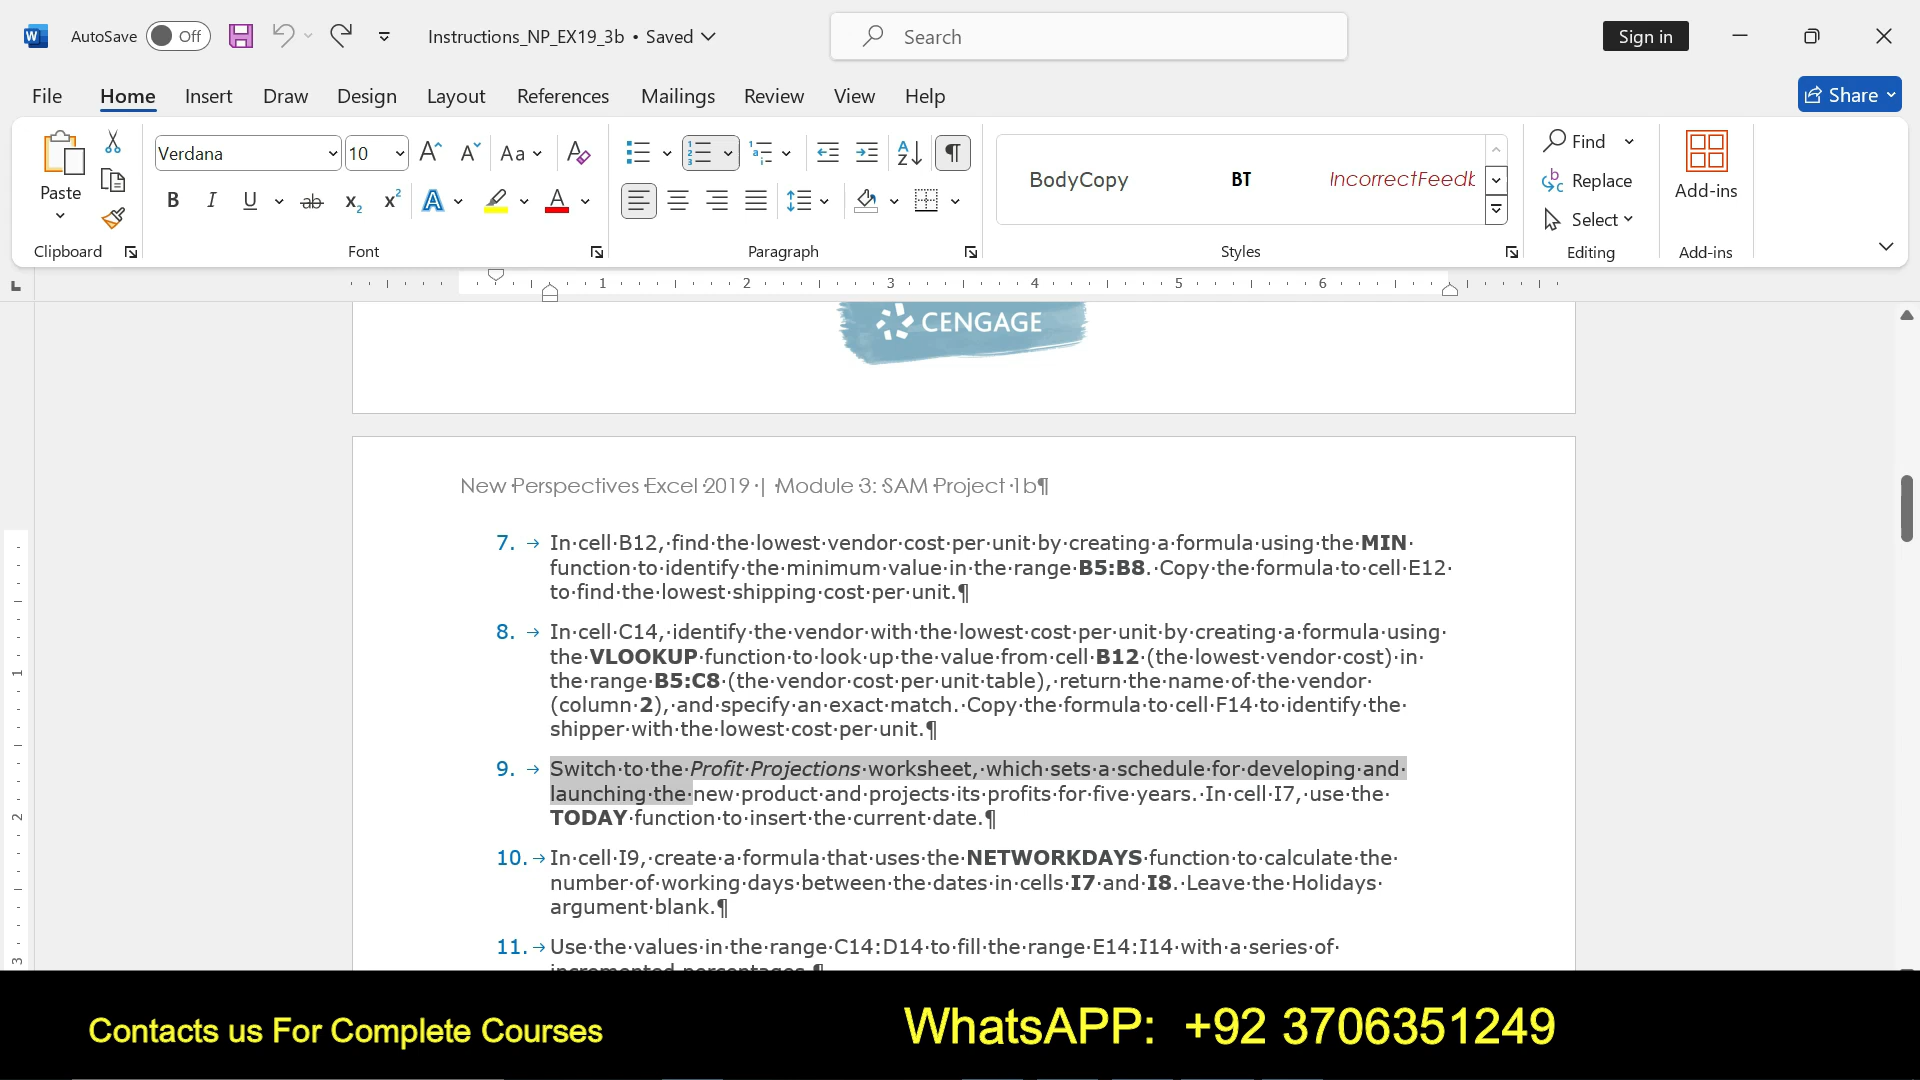 AutoSave Off Instructions_NP_EX19_3b • Saved Search Sign in
File Home Insert Draw Design Layout References Mailings Review View Help Share
Paste Verdana 10 Aa BodyCopy BT IncorrectFeedb Find Replace Select Add-ins
Clipboard Font Paragraph Styles Editing Add-ins
1 2 3 4 5 6
CENGAGE
New Perspectives Excel 2019 | Module 3: SAM Project 1b¶
7. In cell B12, find the lowest vendor cost per unit by creating a formula using the MIN
function to identify the minimum value in the range B5:B8. Copy the formula to cell E12
to find the lowest shipping cost per unit.¶
8. In cell C14, identify the vendor with the lowest cost per unit by creating a formula using
the VLOOKUP function to look up the value from cell B12 (the lowest vendor cost) in
the range B5:C8 (the vendor cost per unit table), return the name of the vendor
(column 2), and specify an exact match. Copy the formula to cell F14 to identify the
shipper with the lowest cost per unit.¶
9. Switch to the Profit Projections worksheet, which sets a schedule for developing and
launching the new product and projects its profits for five years. In cell I7, use the
TODAY function to insert the current date.¶
10. In cell I9, create a formula that uses the NETWORKDAYS function to calculate the
number of working days between the dates in cells I7 and I8. Leave the Holidays
argument blank.¶
11. Use the values in the range C14:D14 to fill the range E14:I14 with a series of
incremented percentages.¶
Contacts us For Complete Courses
WhatsAPP: +92 3706351249